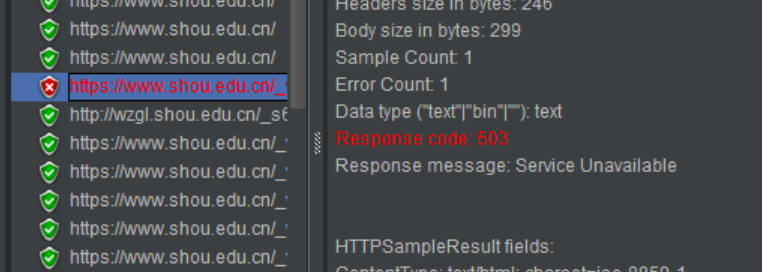 https://www.shou.edu.cn/
https://www.shou.edu.cn/
https://www.shou.edu.cn/
https://www.shou.edu.cn/_
http://wzgl.shou.edu.cn/_s6
https://www.shou.edu.cn/_
https://www.shou.edu.cn/_
https://www.shou.edu.cn/_
https://www.shou.edu.cn/_
https://www.shou.edu.cn/_
Headers size in bytes: 246
Body size in bytes: 299
Sample Count: 1
Error Count: 1
Data type ("text"|"bin"|""): text
Response code: 503
Response message: Service Unavailable
HTTPSampleResult fields:
ContentType: text/html; charset=iso-8859-1